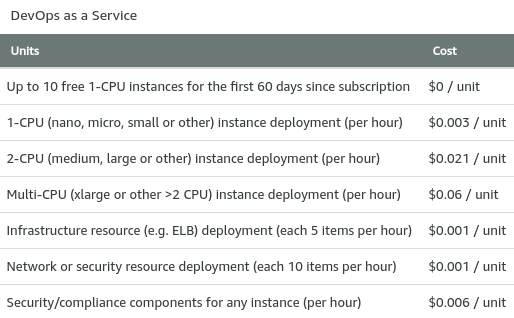 DevOps as a Service
Units Cost
Up to 10 free 1-CPU instances for the first 60 days since subscription $0 / unit
1-CPU (nano, micro, small or other) instance deployment (per hour) $0.003 / unit
2-CPU (medium, large or other) instance deployment (per hour) $0.021 / unit
Multi-CPU (xlarge or other >2 CPU) instance deployment (per hour) $0.06 / unit
Infrastructure resource (e.g. ELB) deployment (each 5 items per hour) $0.001 / unit
Network or security resource deployment (each 10 items per hour) $0.001 / unit
Security/compliance components for any instance (per hour) $0.006 / unit